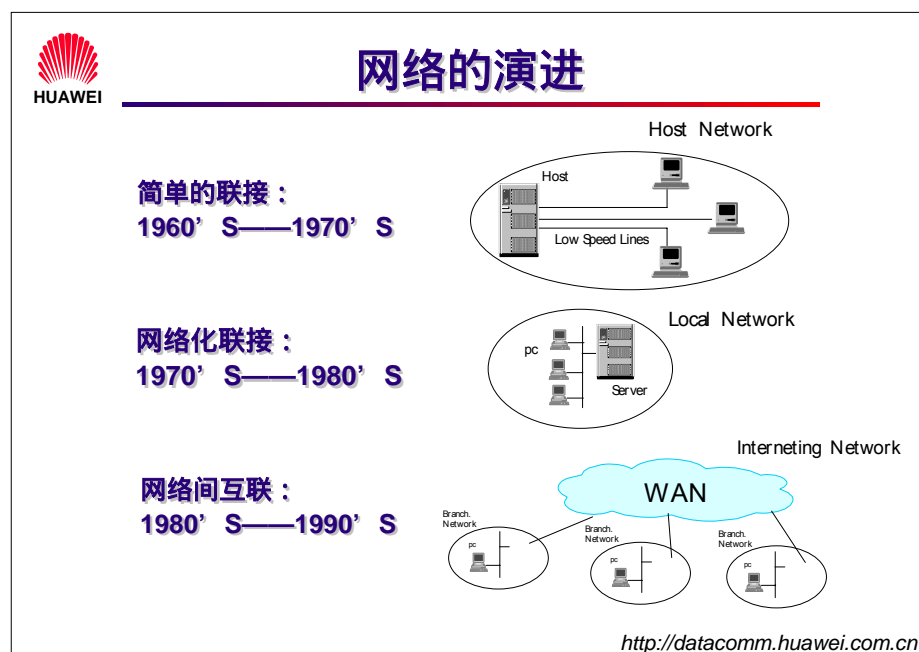 HUAWEI
网络的演进
简单的联接：
1960’S——1970’S
Host Network
Host
Low Speed Lines
网络化联接：
1970’S——1980’S
Local Network
pc
Server
网络间互联：
1980’S——1990’S
Interneting Network
WAN
Branch.
Network
pc
Branch.
Network
pc
Branch.
Network
pc
http://datacomm.huawei.com.cn